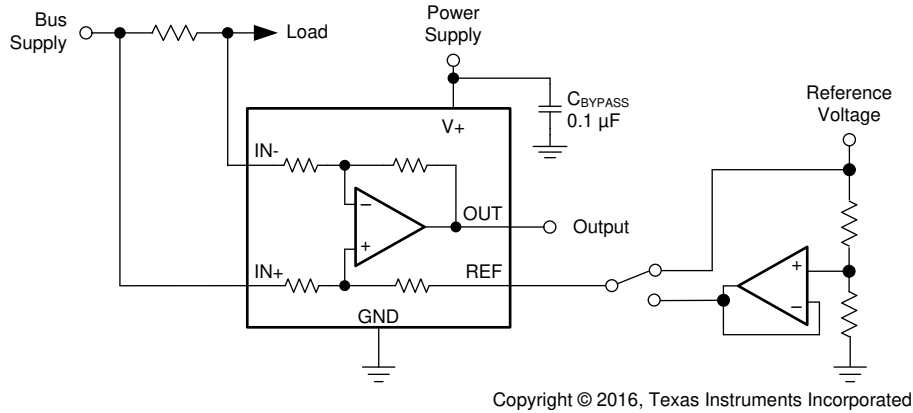 Power
Supply
Bus
Supply
Load
Reference
Voltage
C_BYPASS
0.1 µF
V+
IN-
−
+
OUT
Output
IN+
REF
GND
+
−
Copyright © 2016, Texas Instruments Incorporated